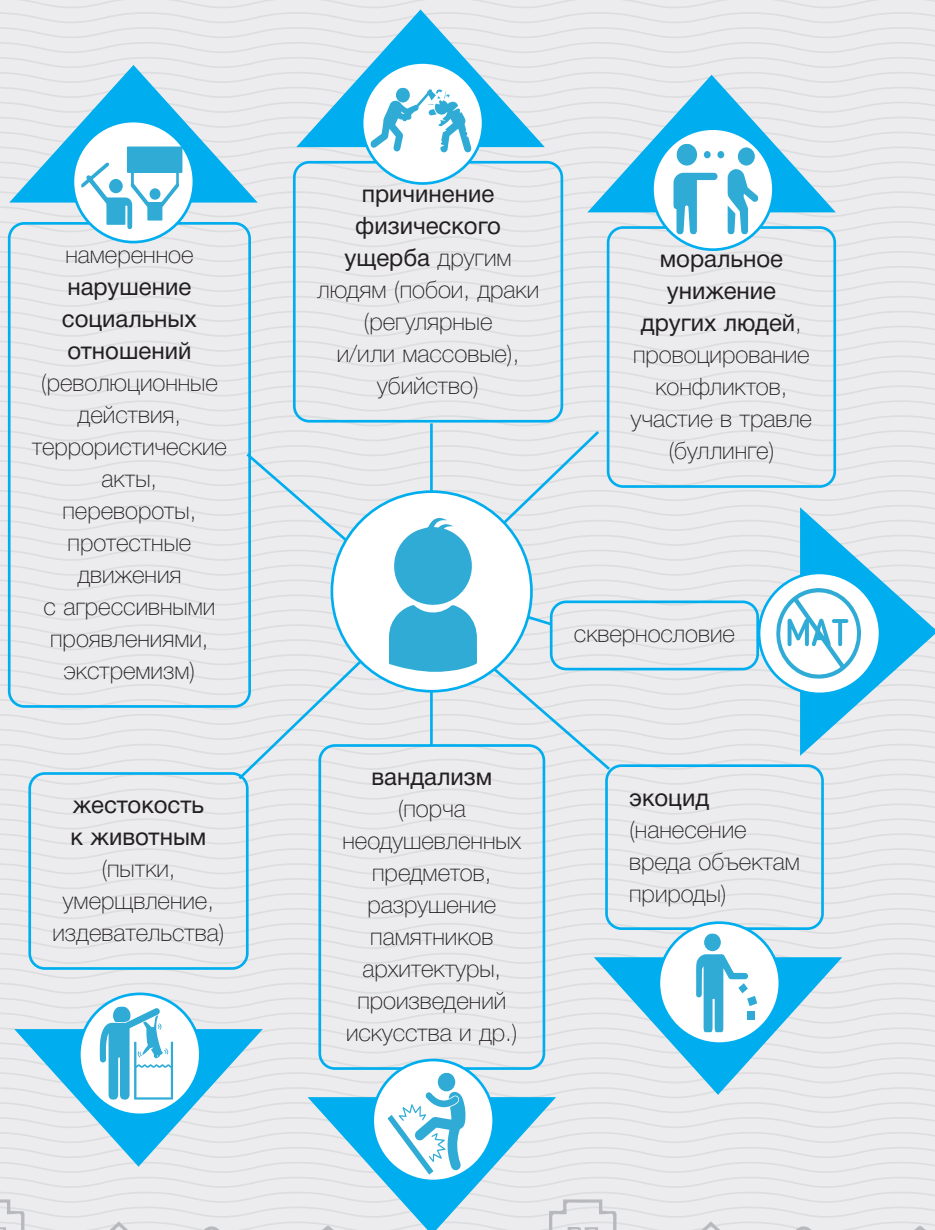 намеренное
нарушение
социальных
отношений
(революционные
действия,
террористические
акты,
перевороты,
протестные
движения
с агрессивными
проявлениями,
экстремизм)
причинение
физического
ущерба другим
людям (побои, драки
(регулярные
и/или массовые),
убийство)
моральное
унижение
других людей,
провоцирование
конфликтов,
участие в травле
(буллинге)
сквернословие
МАТ
жестокость
к животным
(пытки,
умерщвление,
издевательства)
вандализм
(порча
неодушевленных
предметов,
разрушение
памятников
архитектуры,
произведений
искусства и др.)
экоцид
(нанесение
вреда объектам
природы)